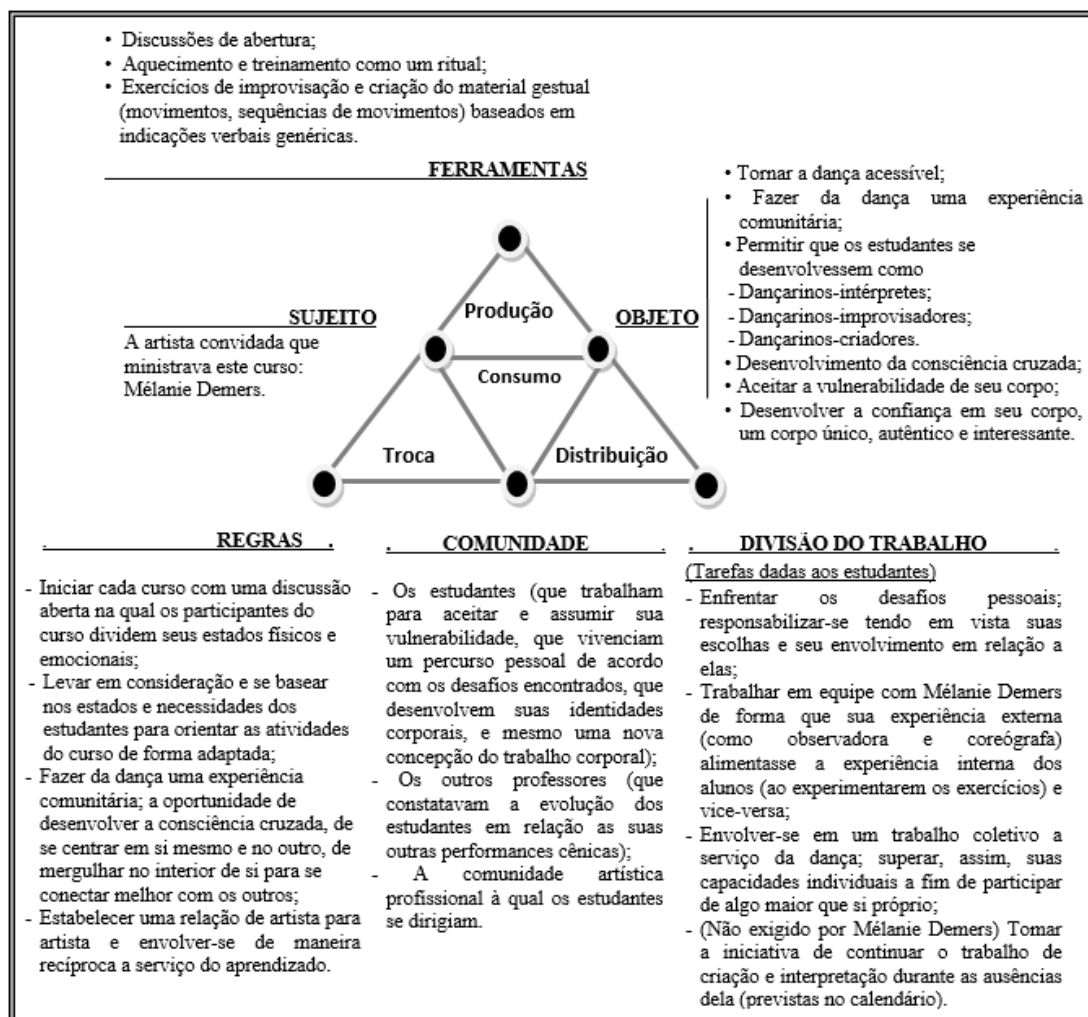 • Discussões de abertura;
• Aquecimento e treinamento como um ritual;
• Exercícios de improvisação e criação do material gestual
(movimentos, sequências de movimentos) baseados em
indicações verbais genéricas.
FERRAMENTAS
• Tornar a dança acessível;
• Fazer da dança uma experiência
comunitária;
• Permitir que os estudantes se
desenvolvessem como
- Dançarinos-intérpretes;
- Dançarinos-improvisadores;
- Dançarinos-criadores.
• Desenvolvimento da consciência cruzada;
• Aceitar a vulnerabilidade de seu corpo;
• Desenvolver a confiança em seu corpo,
um corpo único, autêntico e interessante.
SUJEITO
A artista convidada que
ministrava este curso:
Mélanie Demers.
OBJETO
Produção
Consumo
Troca
Distribuição
. REGRAS .
- Iniciar cada curso com uma discussão
aberta na qual os participantes do
curso dividem seus estados físicos e
emocionais;
- Levar em consideração e se basear
nos estados e necessidades dos
estudantes para orientar as atividades
do curso de forma adaptada;
- Fazer da dança uma experiência
comunitária; a oportunidade de
desenvolver a consciência cruzada, de
se centrar em si mesmo e no outro, de
mergulhar no interior de si para se
conectar melhor com os outros;
- Estabelecer uma relação de artista para
artista e envolver-se de maneira
recíproca a serviço do aprendizado.
. COMUNIDADE .
- Os estudantes (que trabalham
para aceitar e assumir sua
vulnerabilidade, que vivenciam
um percurso pessoal de acordo
com os desafios encontrados, que
desenvolvem suas identidades
corporais, e mesmo uma nova
concepção do trabalho corporal);
- Os outros professores (que
constatavam a evolução dos
estudantes em relação as suas
outras performances cênicas);
- A comunidade artística
profissional à qual os estudantes
se dirigiam.
. DIVISÃO DO TRABALHO .
(Tarefas dadas aos estudantes)
- Enfrentar os desafios pessoais;
responsabilizar-se tendo em vista suas
escolhas e seu envolvimento em relação a
elas;
- Trabalhar em equipe com Mélanie Demers
de forma que sua experiência externa
(como observadora e coreógrafa)
alimentasse a experiência interna dos
alunos (ao experimentarem os exercícios) e
vice-versa;
- Envolver-se em um trabalho coletivo a
serviço da dança; superar, assim, suas
capacidades individuais a fim de participar
de algo maior que si próprio;
- (Não exigido por Mélanie Demers) Tomar
a iniciativa de continuar o trabalho de
criação e interpretação durante as ausências
dela (previstas no calendário).